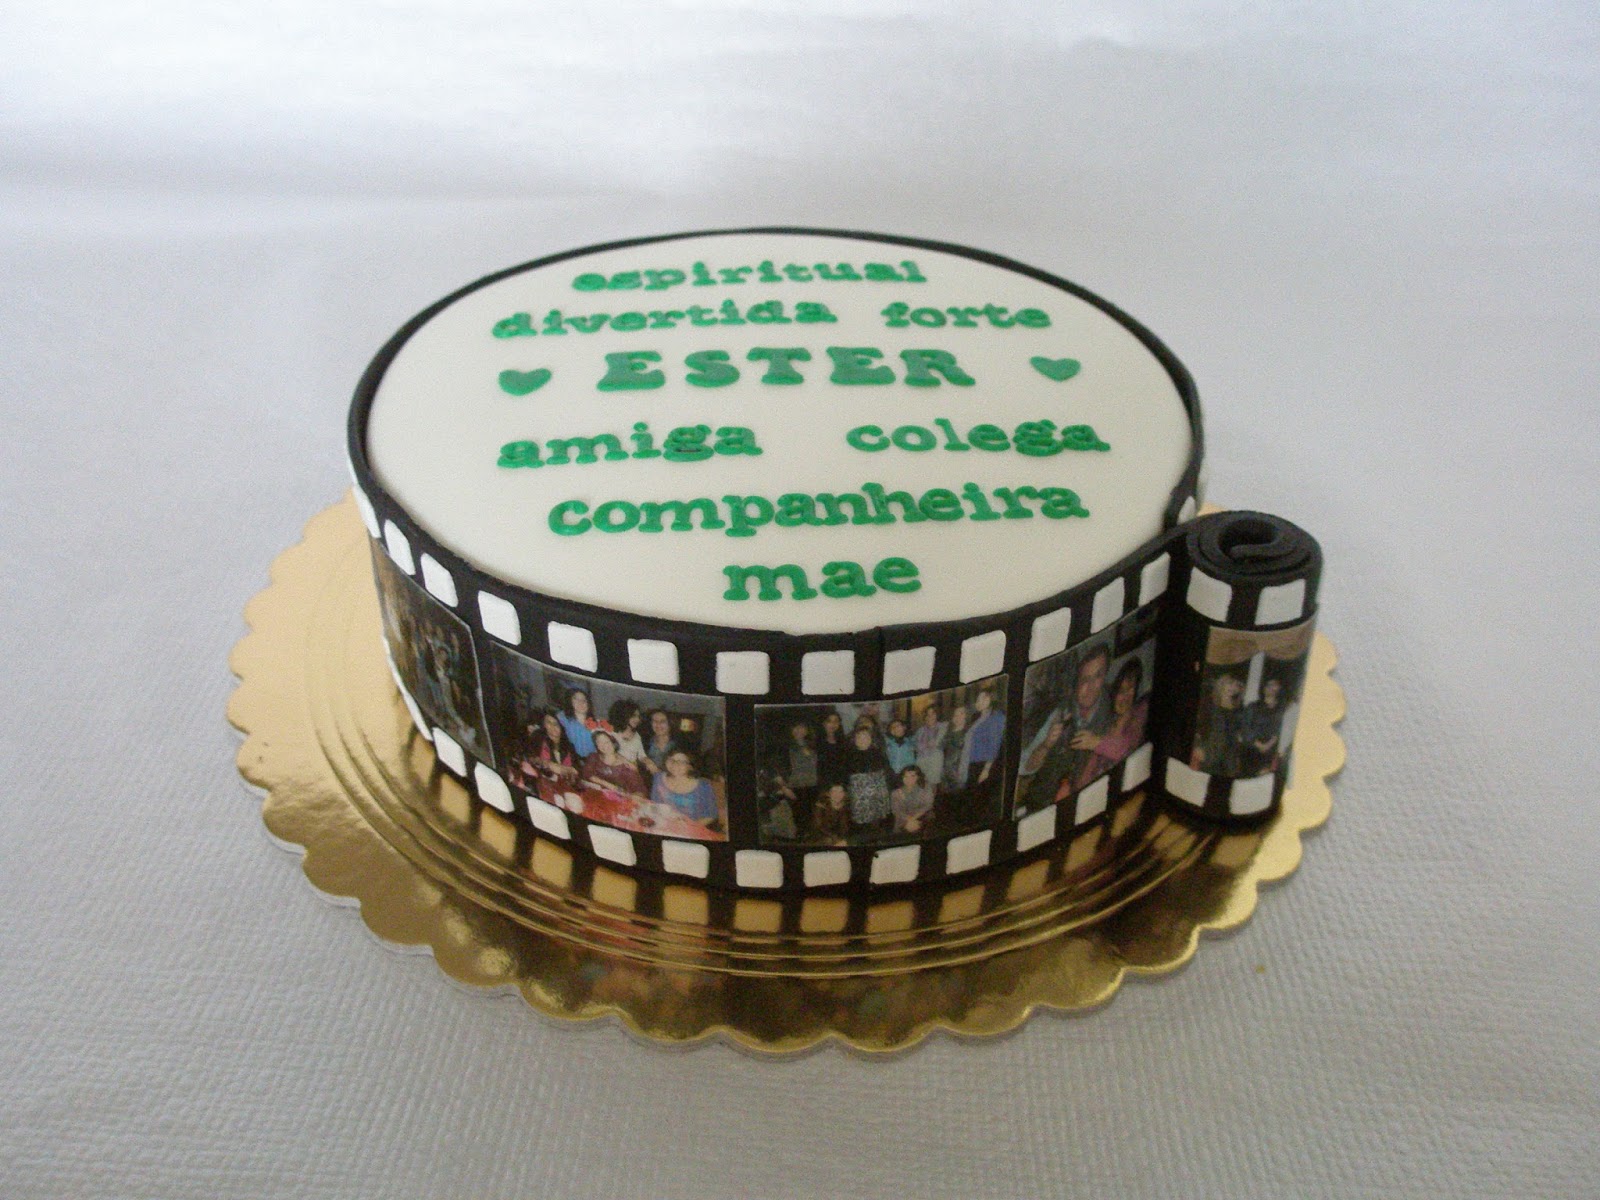 espiritual
divertida forte
ESTER
amiga colega
companheira
mae